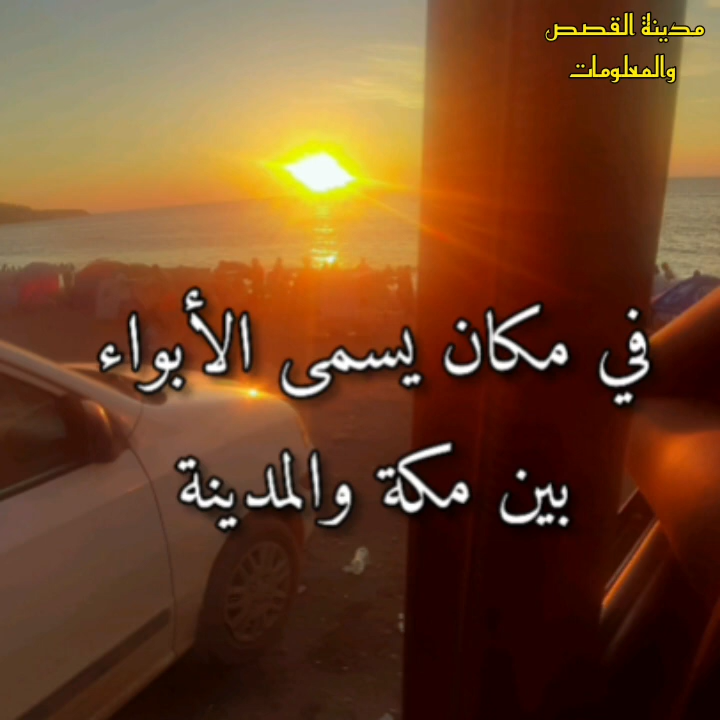 مدينة القصص
والمعلومات
في مكان يسمى الأبواء
بين مكة والمدينة